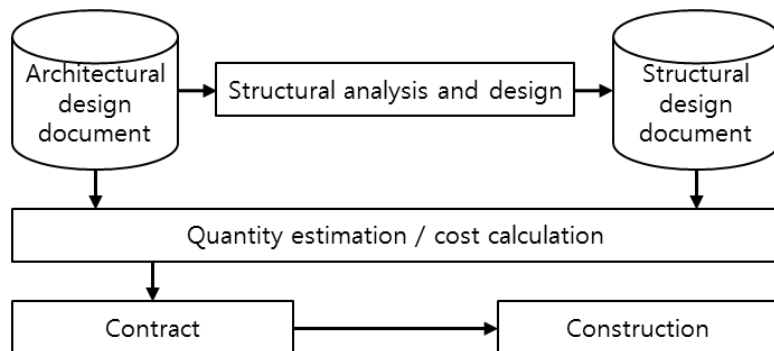 Architectural
design
document
Structural analysis and design
Structural
design
document
Quantity estimation / cost calculation
Contract
Construction